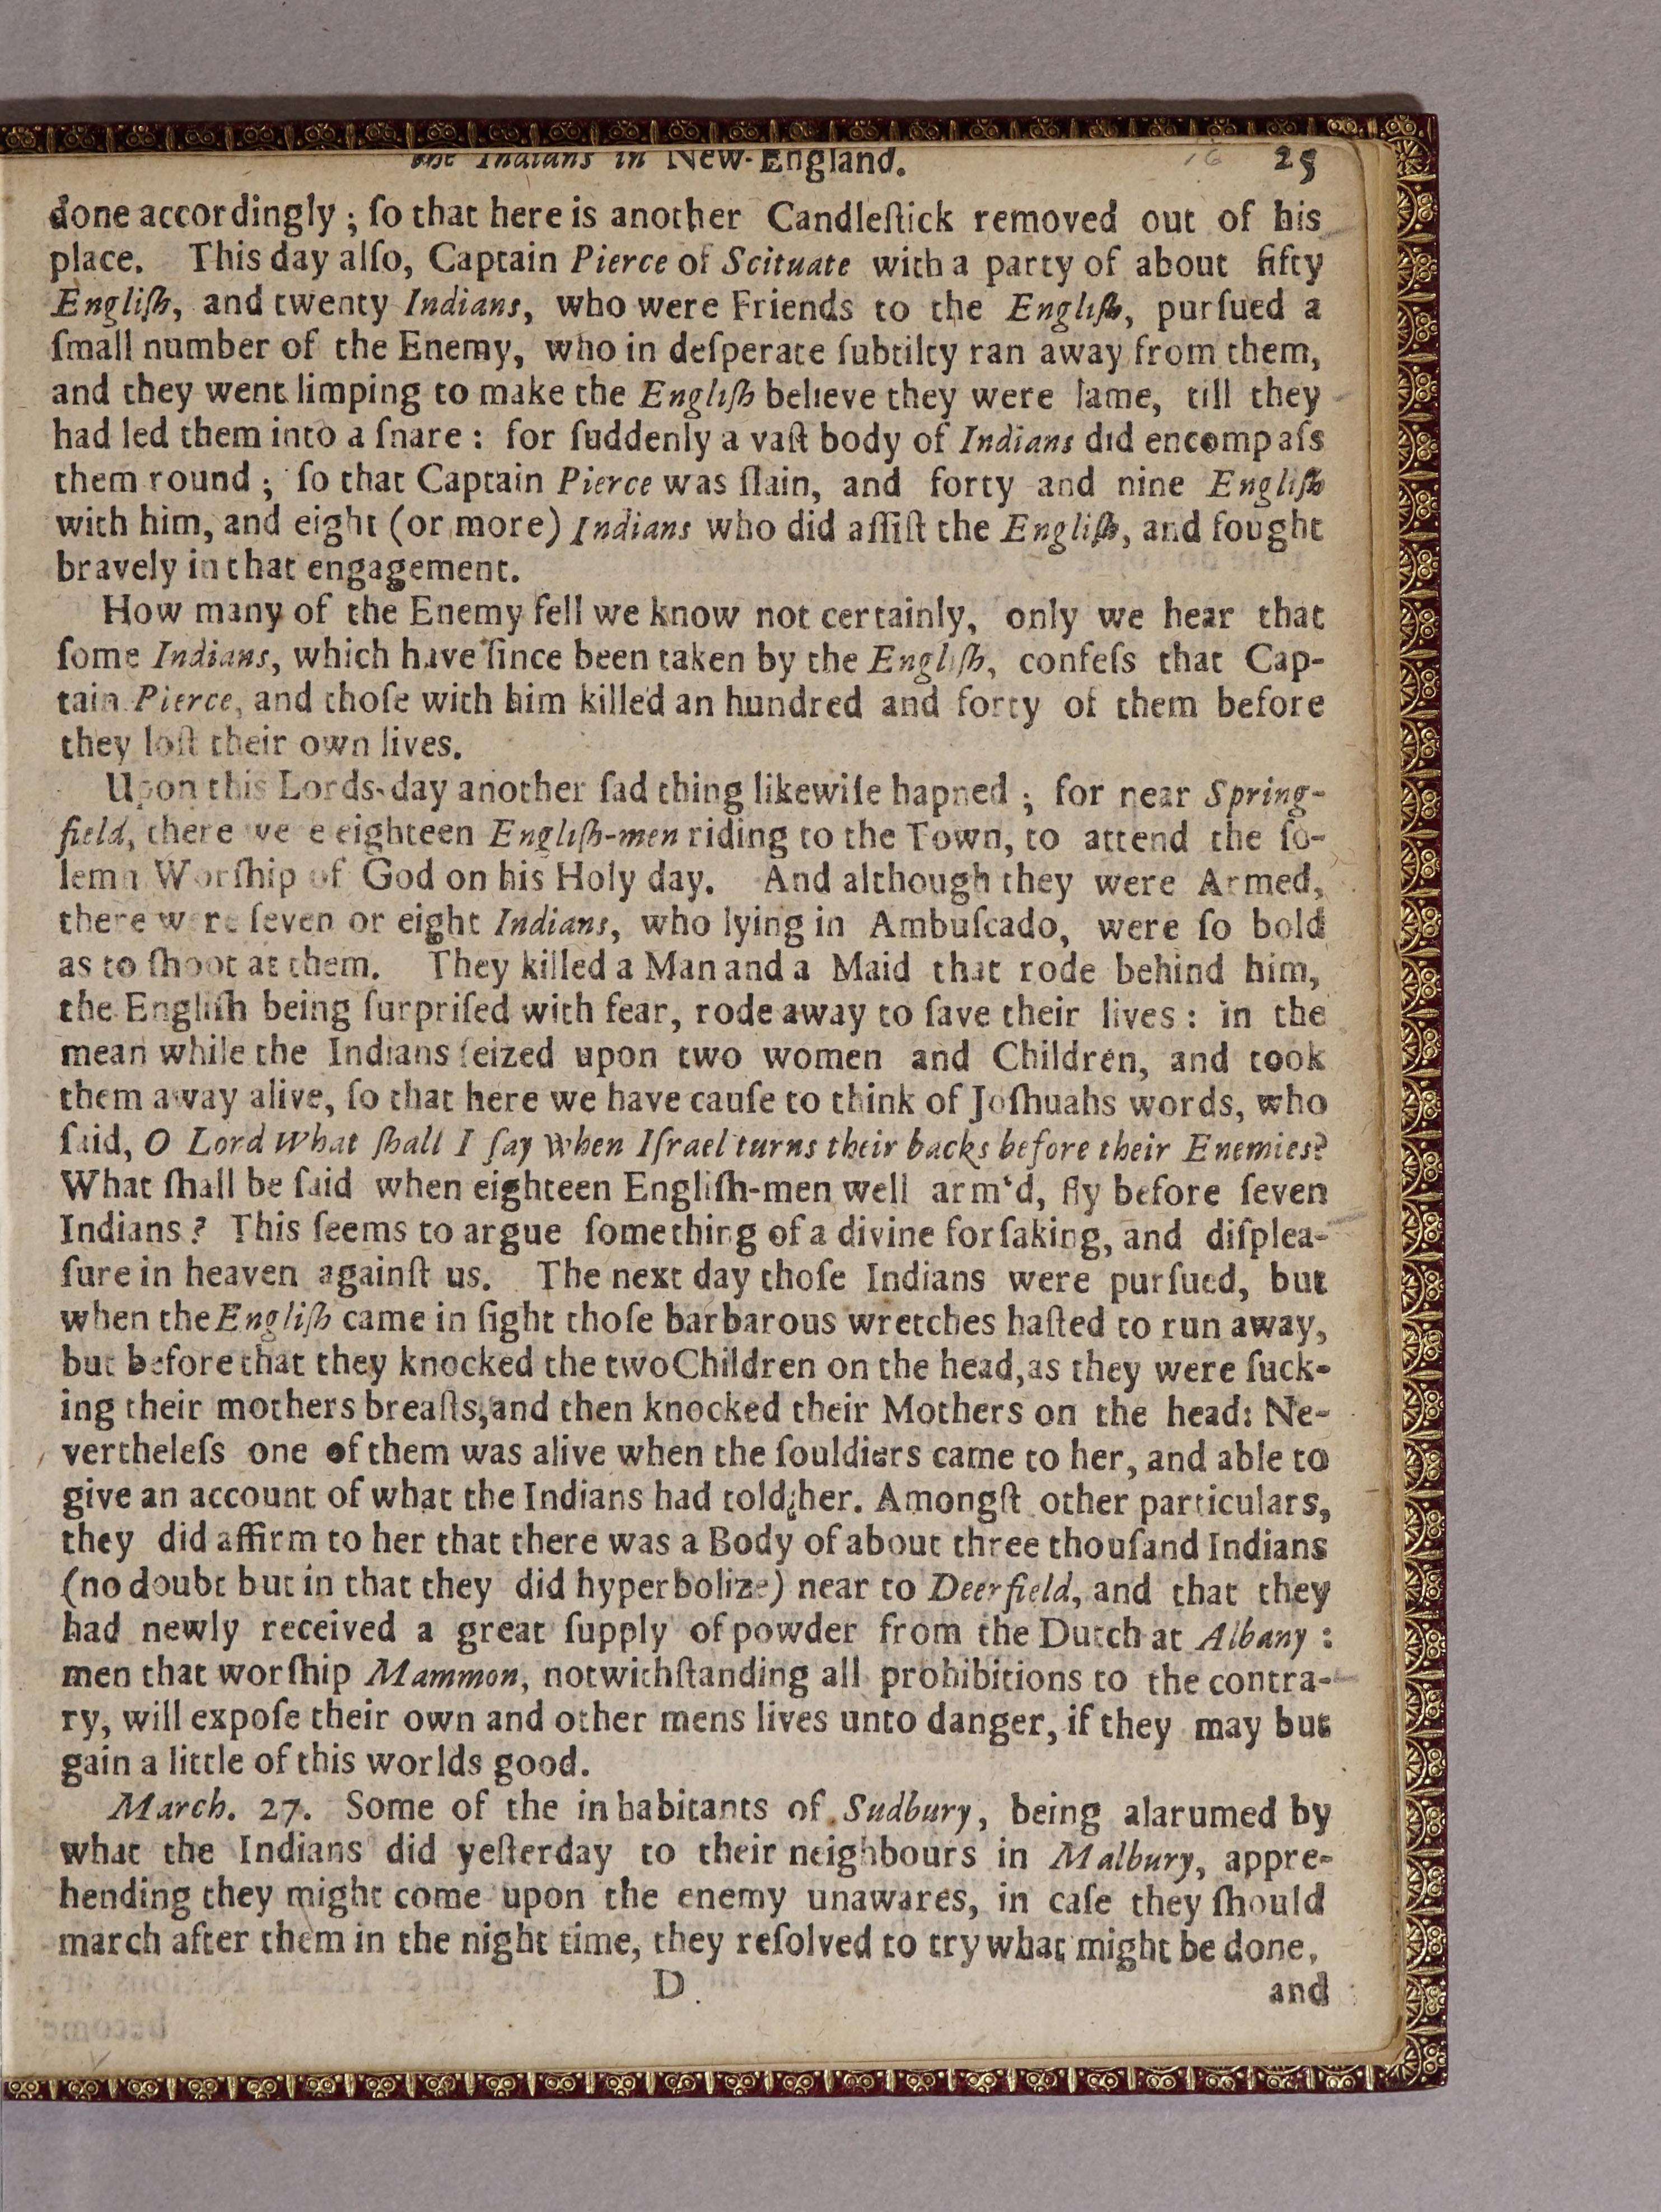 the Indians in New-England. 16 25
done accordingly; ſo that here is another Candleſtick removed out of his
place. This day alſo, Captain Pierce of Scituate with a party of about fifty
Engliſh, and twenty Indians, who were Friends to the Engliſh, purſued a
ſmall number of the Enemy, who in deſperate ſubtilty ran away from them,
and they went limping to make the Engliſh believe they were lame, till they
had led them into a ſnare: for ſuddenly a vaſt body of Indians did encompaſs
them round; ſo that Captain Pierce was ſlain, and forty and nine Engliſh
with him, and eight (or more) Indians who did aſſiſt the Engliſh, and fought
bravely in that engagement.
How many of the Enemy fell we know not certainly, only we hear that
ſome Indians, which have ſince been taken by the Engliſh, confeſs that Cap-
tain Pierce, and thoſe with him killed an hundred and forty of them before
they loſt their own lives.
Upon this Lords-day another ſad thing likewiſe hapned; for near Spring-
field, there we e eighteen Engliſh-men riding to the Town, to attend the ſo-
lemn Worſhip of God on his Holy day. And although they were Armed,
there were ſeven or eight Indians, who lying in Ambuſcado, were ſo bold
as to ſhoot at them. They killed a Man and a Maid that rode behind him,
the Engliſh being ſurpriſed with fear, rode away to ſave their lives: in the
mean while the Indians ſeized upon two women and Children, and took
them away alive, ſo that here we have cauſe to think of Joſhuahs words, who
ſaid, O Lord what ſhall I ſay when Iſrael turns their backs before their Enemies?
What ſhall be ſaid when eighteen Engliſh-men well arm‘d, fly before ſeven
Indians? This ſeems to argue ſomething of a divine forſaking, and diſplea-
ſure in heaven againſt us. The next day thoſe Indians were purſued, but
when the Engliſh came in ſight thoſe barbarous wretches haſted to run away,
but before that they knocked the two Children on the head, as they were ſuck-
ing their mothers breaſts, and then knocked their Mothers on the head: Ne-
vertheleſs one of them was alive when the ſouldiers came to her, and able to
give an account of what the Indians had told her. Amongſt other particulars,
they did affirm to her that there was a Body of about three thouſand Indians
(no doubt but in that they did hyperbolize) near to Deerfield, and that they
had newly received a great ſupply of powder from the Dutch at Albany:
men that worſhip Mammon, notwithſtanding all prohibitions to the contra-
ry, will expoſe their own and other mens lives unto danger, if they may but
gain a little of this worlds good.
March. 27. Some of the inhabitants of Sudbury, being alarumed by
what the Indians did yeſterday to their neighbours in Malbury, appre-
hending they might come upon the enemy unawares, in caſe they ſhould
march after them in the night time, they reſolved to try what might be done,
D and